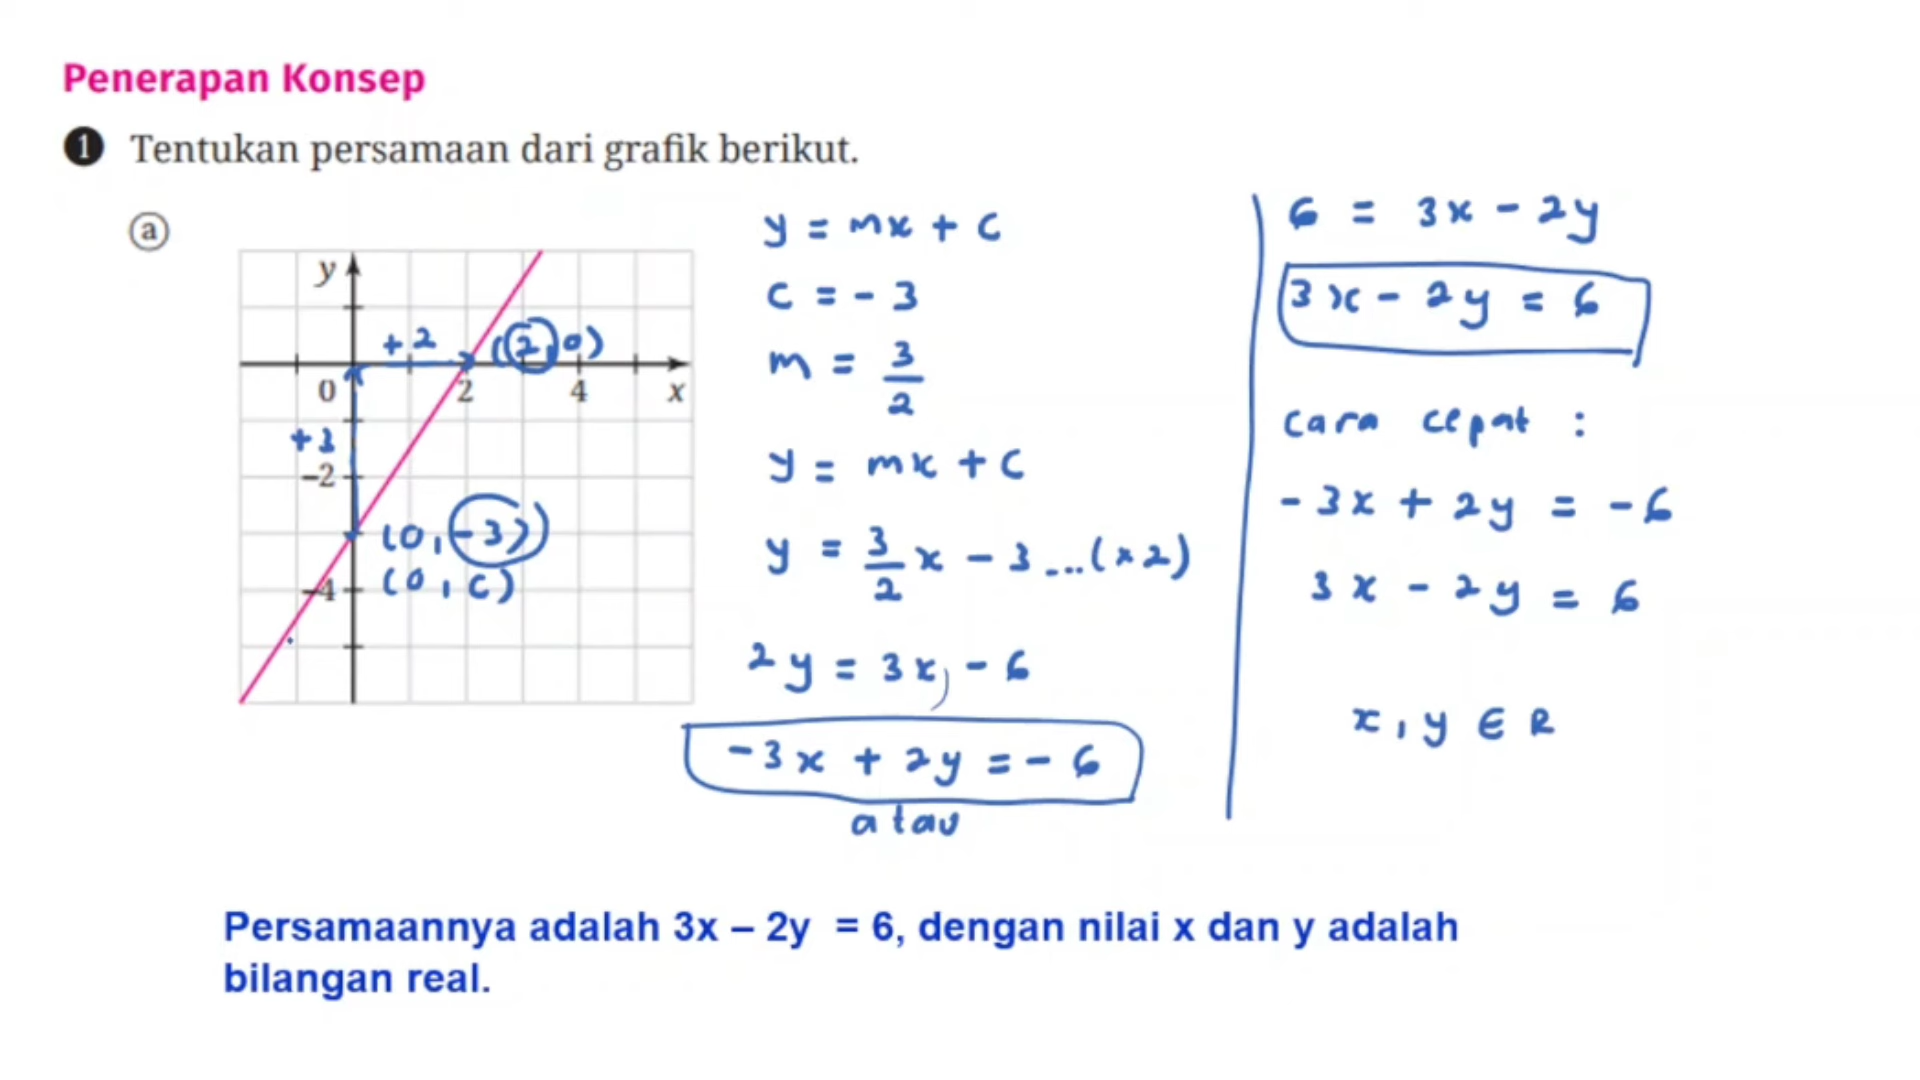 Penerapan Konsep
1 Tentukan persamaan dari grafik berikut.
a
y
+2 (2,0)
0 2 4 x
+3
-2
(0, -3)
-4 (0, c)
y = mx + c
c = - 3
m = 3/2
y = mx + c
y = 3/2 x - 3 ...(×2)
2y = 3x - 6
-3x + 2y = - 6
atau
6 = 3x - 2y
3x - 2y = 6
cara cepat :
-3x + 2y = -6
3x - 2y = 6
x, y ∈ R
Persamaannya adalah 3x – 2y = 6, dengan nilai x dan y adalah
bilangan real.